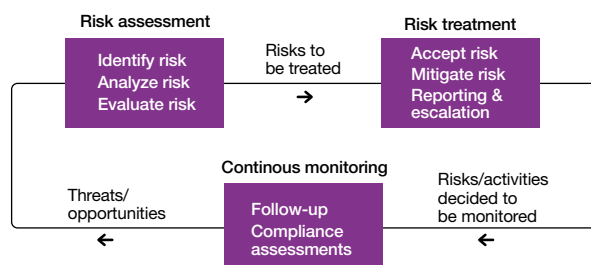 Risk assessment
Identify risk
Analyze risk
Evaluate risk
Risks to
be treated
Risk treatment
Accept risk
Mitigate risk
Reporting &
escalation
Continous monitoring
Follow-up
Compliance
assessments
Risks/activities
decided to
be monitored
Threats/
opportunities